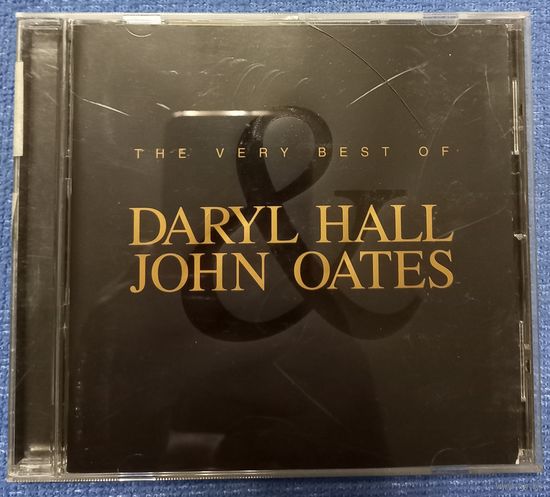 THE VERY BEST OF
&
DARYL HALL
JOHN OATES